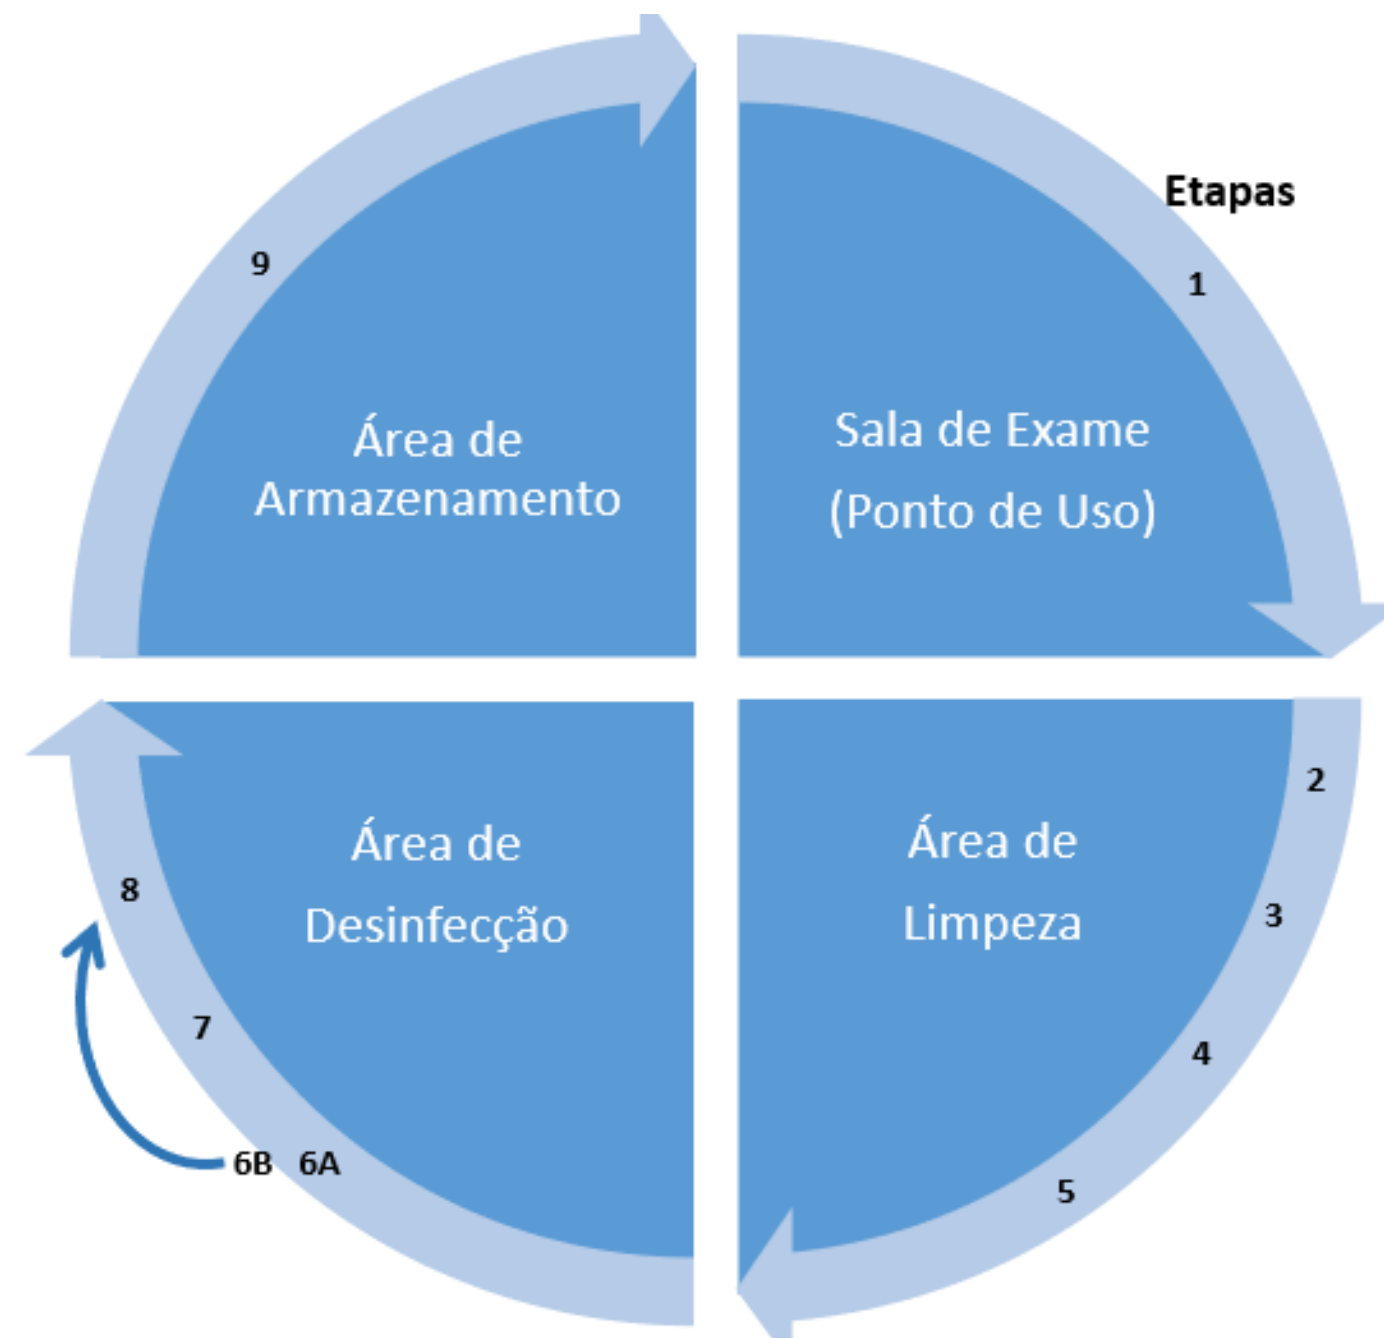 Etapas
1
Sala de Exame
(Ponto de Uso)
2
3
4
5
Área de
Limpeza
6A
6B
7
8
Área de
Desinfecção
9
Área de
Armazenamento